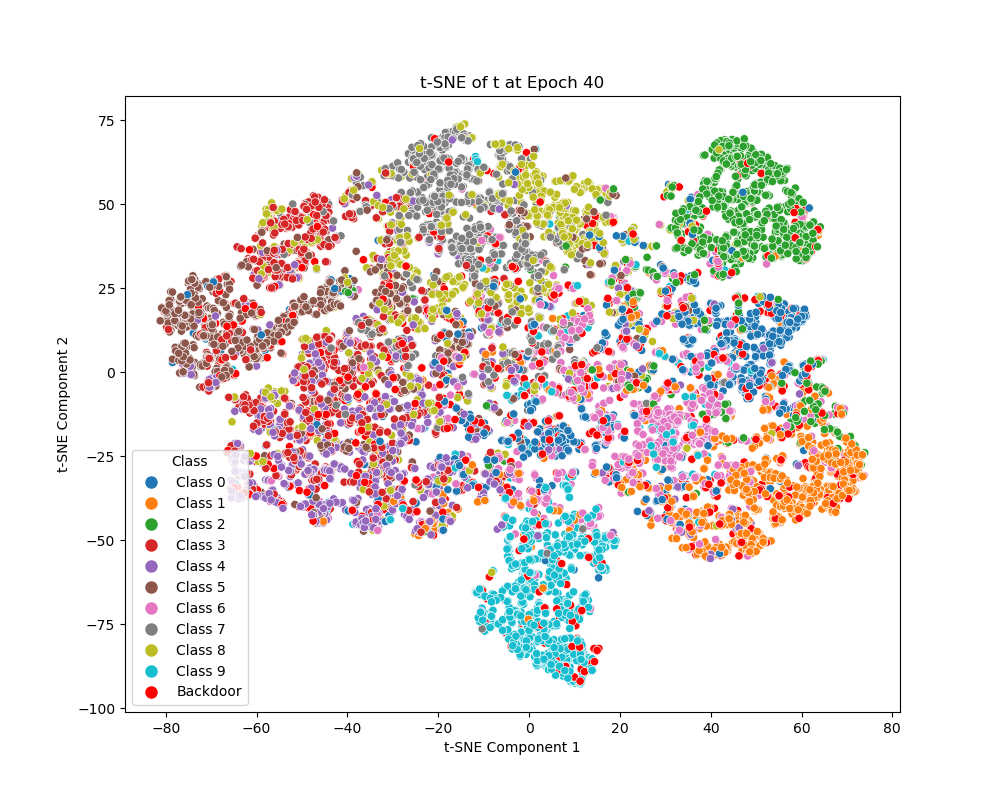 t-SNE of t at Epoch 40
t-SNE Component 2
75
50
25
0
−25
−50
−75
−100
Class
Class 0
Class 1
Class 2
Class 3
Class 4
Class 5
Class 6
Class 7
Class 8
Class 9
Backdoor
−80 −60 −40 −20 0 20 40 60 80
t-SNE Component 1